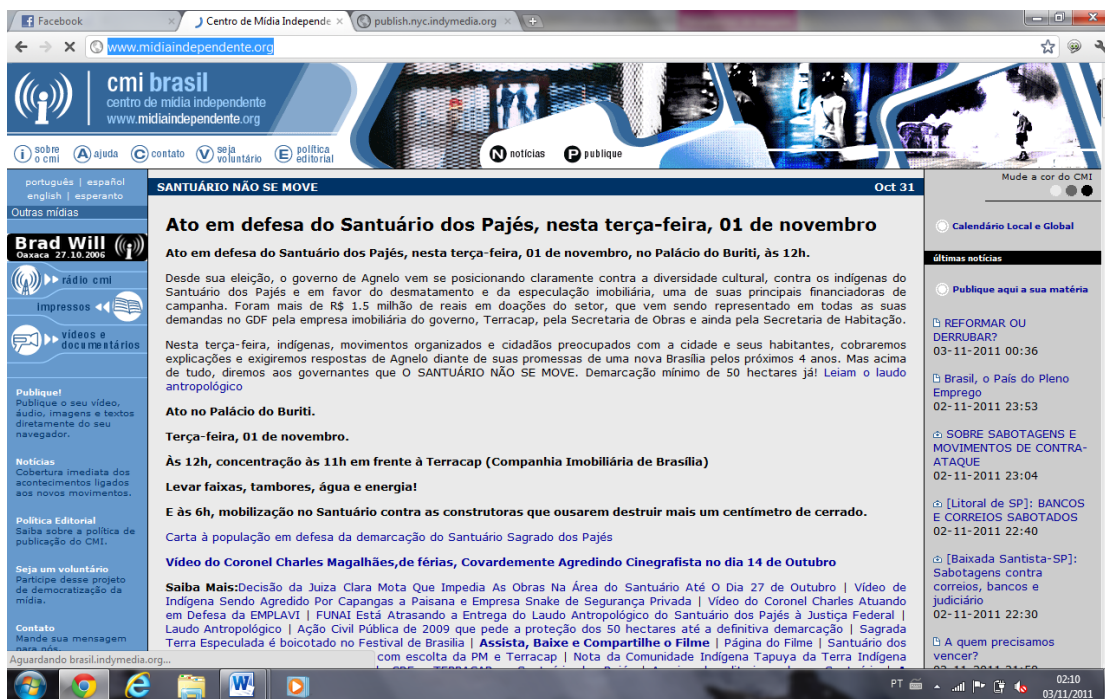 Facebook
Centro de Mídia Independe
publish.nyc.indymedia.org
www.midiaindependente.org
cmi brasil
centro de mídia independente
www.midiaindependente.org
sobre o cmi
ajuda
contato
seja voluntário
política editorial
notícias
publique
português | español
english | esperanto
Outras mídias
Brad Will
Oaxaca 27.10.2006
rádio cmi
impressos
vídeos e
documentários
Publique!
Publique o seu vídeo,
áudio, imagens e textos
diretamente do seu
navegador.
Notícias
Cobertura imediata dos
acontecimentos ligados
aos novos movimentos.
Política Editorial
Saiba sobre a política de
publicação do CMI.
Seja um voluntário
Participe desse projeto
de democratização da
mídia.
Contato
Mande sua mensagem
para nós.
Aguardando brasil.indymedia.org...
SANTUÁRIO NÃO SE MOVE Oct 31
Ato em defesa do Santuário dos Pajés, nesta terça-feira, 01 de novembro
Ato em defesa do Santuário dos Pajés, nesta terça-feira, 01 de novembro, no Palácio do Buriti, às 12h.
Desde sua eleição, o governo de Agnelo vem se posicionando claramente contra a diversidade cultural, contra os indígenas do
Santuário dos Pajés e em favor do desmatamento e da especulação imobiliária, uma de suas principais financiadoras de
campanha. Foram mais de R$ 1.5 milhão de reais em doações do setor, que vem sendo representado em todas as suas
demandas no GDF pela empresa imobiliária do governo, Terracap, pela Secretaria de Obras e ainda pela Secretaria de Habitação.
Nesta terça-feira, indígenas, movimentos organizados e cidadãos preocupados com a cidade e seus habitantes, cobraremos
explicações e exigiremos respostas de Agnelo diante de suas promessas de uma nova Brasília pelos próximos 4 anos. Mas acima
de tudo, diremos aos governantes que O SANTUÁRIO NÃO SE MOVE. Demarcação mínimo de 50 hectares já! Leiam o laudo
antropológico
Ato no Palácio do Buriti.
Terça-feira, 01 de novembro.
Às 12h, concentração às 11h em frente à Terracap (Companhia Imobiliária de Brasília)
Levar faixas, tambores, água e energia!
E às 6h, mobilização no Santuário contra as construtoras que ousarem destruir mais um centímetro de cerrado.
Carta à população em defesa da demarcação do Santuário Sagrado dos Pajés
Vídeo do Coronel Charles Magalhães,de férias, Covardemente Agredindo Cinegrafista no dia 14 de Outubro
Saiba Mais:Decisão da Juiza Clara Mota Que Impedia As Obras Na Área do Santuário Até O Dia 27 de Outubro | Vídeo de
Indígena Sendo Agredido Por Capangas a Paisana e Empresa Snake de Segurança Privada | Vídeo do Coronel Charles Atuando
em Defesa da EMPLAVI | FUNAI Está Atrasando a Entrega do Laudo Antropológico do Santuário dos Pajés à Justiça Federal |
Laudo Antropológico | Ação Civil Pública de 2009 que pede a proteção dos 50 hectares até a definitiva demarcação | Sagrada
Terra Especulada é boicotado no Festival de Brasilia | Assista, Baixe e Compartilhe o Filme | Página do Filme | Santuário dos
com escolta da PM e Terracap | Nota da Comunidade Indígena Tapuya da Terra Indígena
Mude a cor do CMI
Calendário Local e Global
últimas notícias
Publique aqui a sua matéria
REFORMAR OU
DERRUBAR?
03-11-2011 00:36
Brasil, o País do Pleno
Emprego
02-11-2011 23:53
SOBRE SABOTAGENS E
MOVIMENTOS DE CONTRA-
ATAQUE
02-11-2011 23:04
[Litoral de SP]: BANCOS
E CORREIOS SABOTADOS
02-11-2011 22:40
[Baixada Santista-SP]:
Sabotagens contra
correios, bancos e
judiciário
02-11-2011 22:30
A quem precisamos
vencer?
PT
02:10
03/11/2011